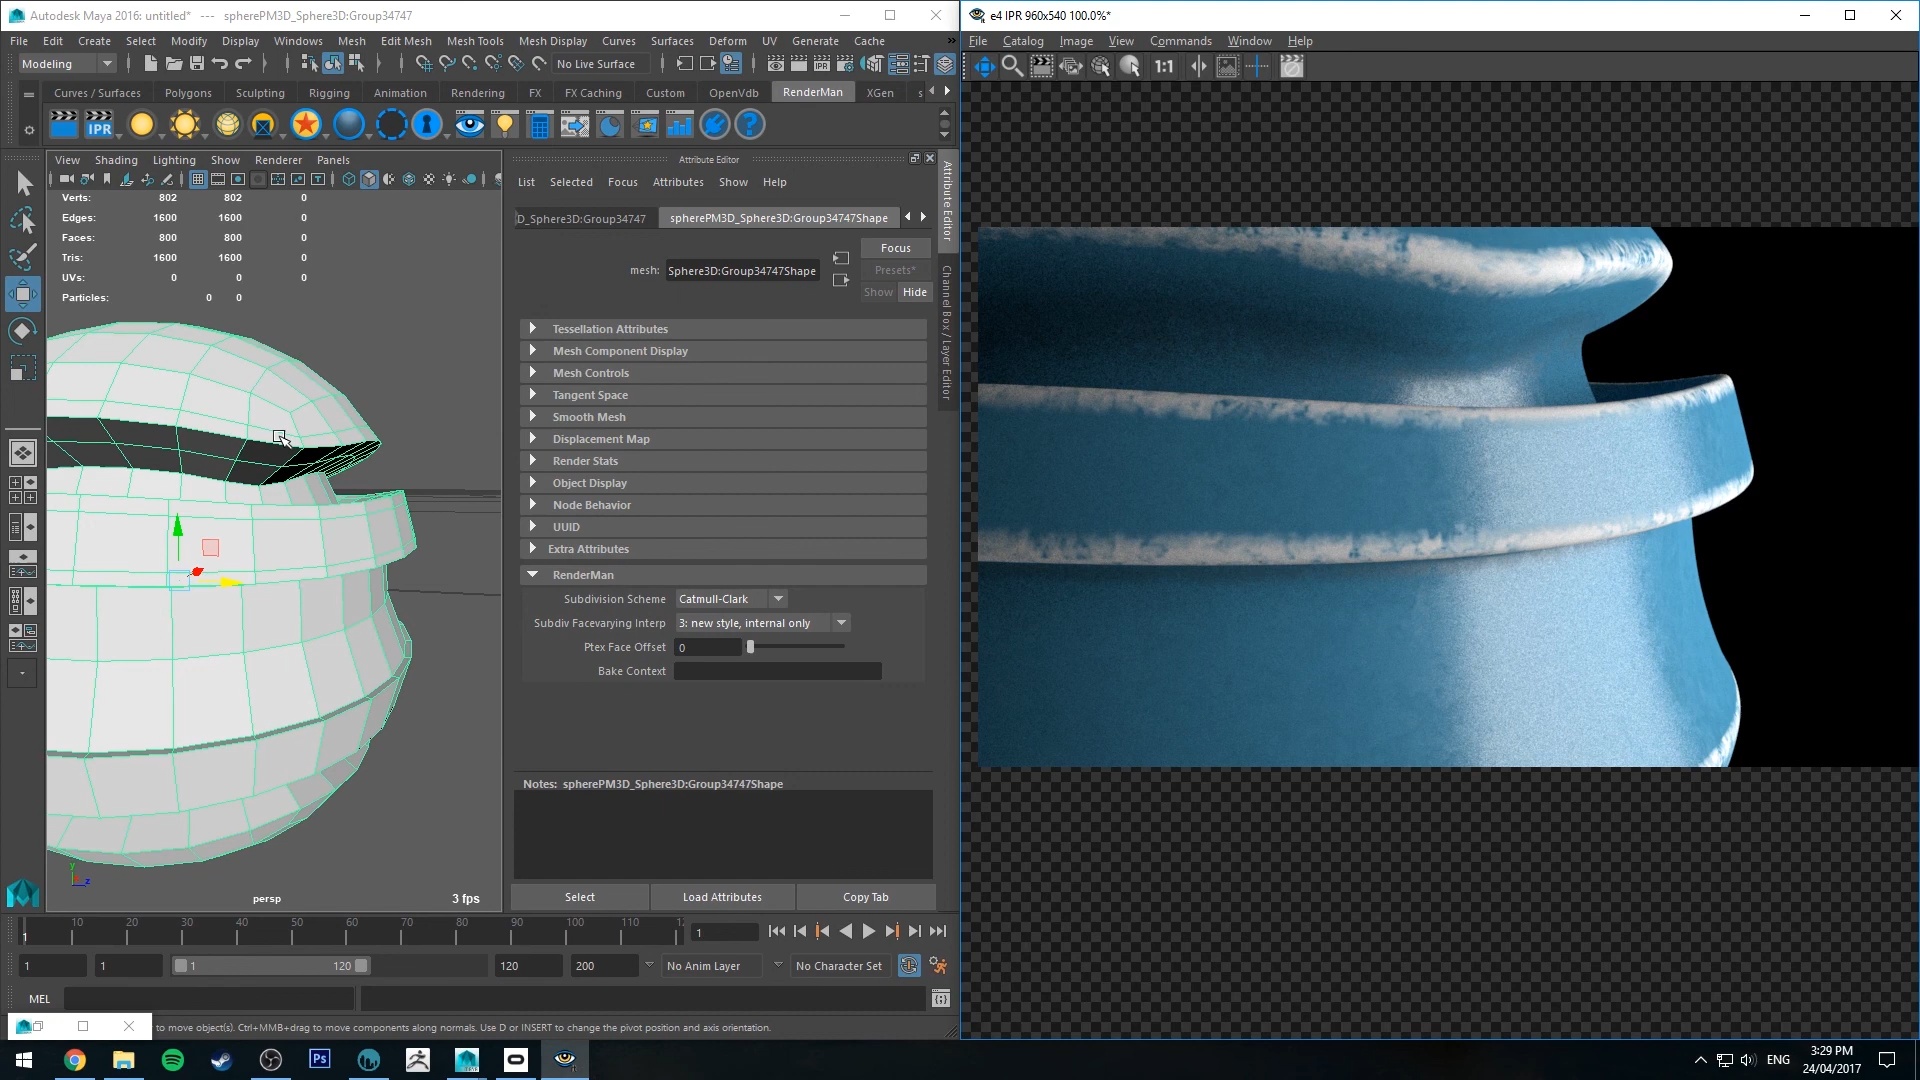 Autodesk Maya 2016: untitled*   ---   spherePM3D_Sphere3D:Group34747
File Edit Create Select Modify Display Windows Mesh Edit Mesh Mesh Tools Mesh Display Curves Surfaces Deform UV Generate Cache
Modeling No Live Surface
Curves / Surfaces Polygons Sculpting Rigging Animation Rendering FX FX Caching Custom OpenVdb RenderMan XGen s
IPR
View Shading Lighting Show Renderer Panels
Verts: 802 802 0
Edges: 1600 1600 0
Faces: 800 800 0
Tris: 1600 1600 0
UVs: 0 0 0
Particles: 0 0
y
z
persp
3 fps
Attribute Editor
List Selected Focus Attributes Show Help
D_Sphere3D:Group34747 spherePM3D_Sphere3D:Group34747Shape
Focus
mesh: Sphere3D:Group34747Shape
Presets*
Show Hide
Tessellation Attributes
Mesh Component Display
Mesh Controls
Tangent Space
Smooth Mesh
Displacement Map
Render Stats
Object Display
Node Behavior
UUID
Extra Attributes
RenderMan
Subdivision Scheme Catmull-Clark
Subdiv Facevarying Interp 3: new style, internal only
Ptex Face Offset 0
Bake Context
Notes: spherePM3D_Sphere3D:Group34747Shape
Select Load Attributes Copy Tab
Attribute Editor
Channel Box / Layer Editor
10 20 30 40 50 60 70 80 90 100 110 12
1
1
1 1 1 120 120 200 No Anim Layer No Character Set
MEL
to move object(s). Ctrl+MMB+drag to move components along normals. Use D or INSERT to change the pivot position and axis orientation.
e4 IPR 960x540 100.0%*
File Catalog Image View Commands Window Help
1:1
Ps
ENG
3:29 PM
24/04/2017